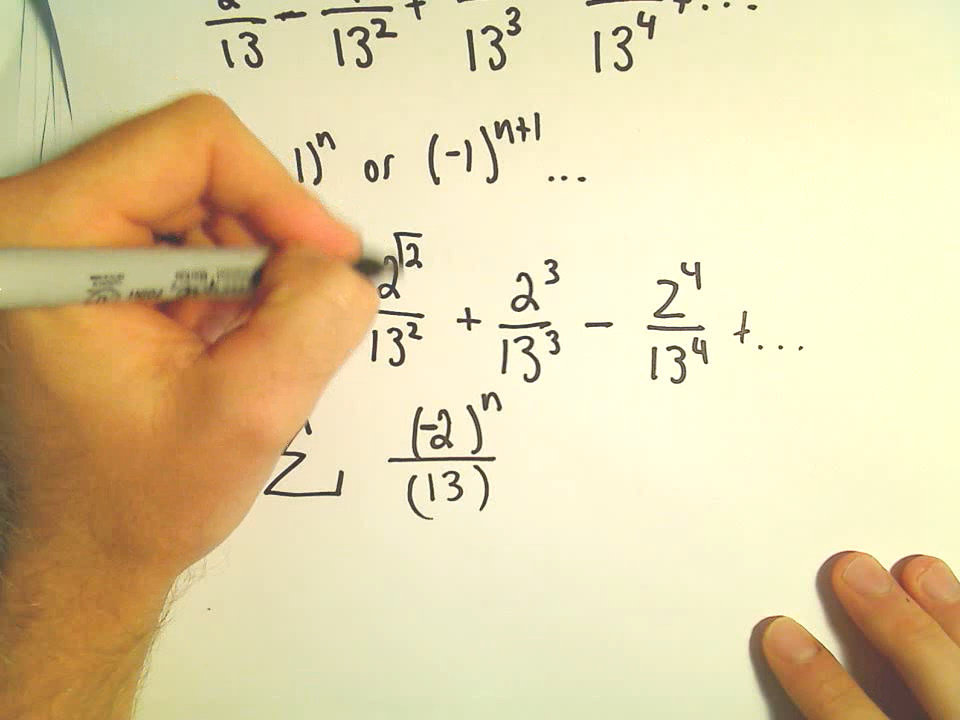 /13 - /13² + /13³ /13⁴ + ...
1)ⁿ or (-1)ⁿ⁺¹ ...
2²/13² + 2³/13³ - 2⁴/13⁴ + ...
Σ (-2)ⁿ/(13)